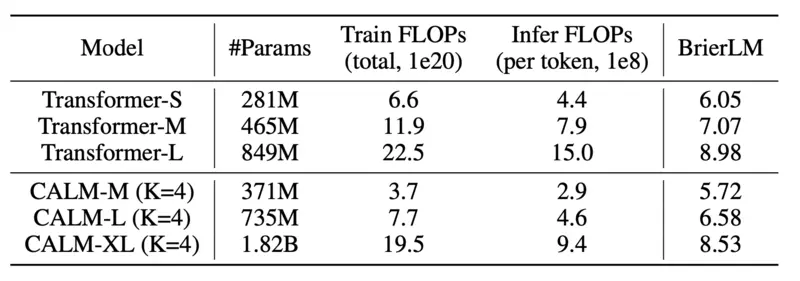 Model #Params Train FLOPs (total, 1e20) Infer FLOPs (per token, 1e8) BrierLM
Transformer-S 281M 6.6 4.4 6.05
Transformer-M 465M 11.9 7.9 7.07
Transformer-L 849M 22.5 15.0 8.98
CALM-M (K=4) 371M 3.7 2.9 5.72
CALM-L (K=4) 735M 7.7 4.6 6.58
CALM-XL (K=4) 1.82B 19.5 9.4 8.53